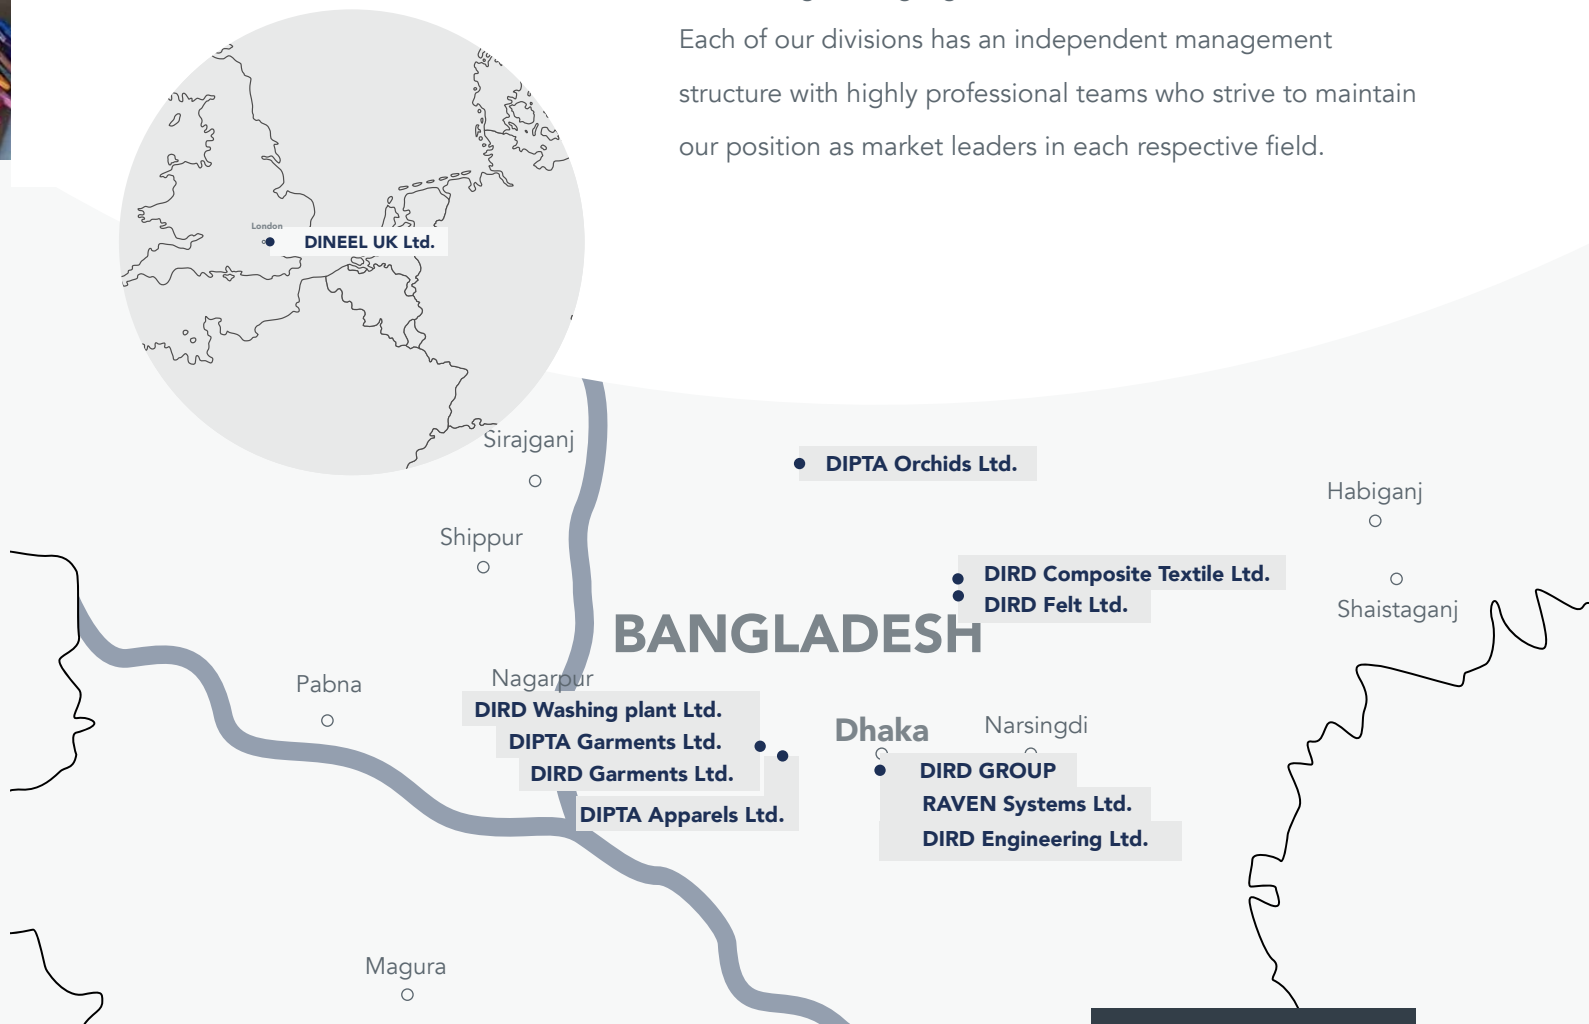 Each of our divisions has an independent management
structure with highly professional teams who strive to maintain
our position as market leaders in each respective field.
London
DINEEL UK Ltd.
Sirajganj
DIPTA Orchids Ltd.
Habiganj
Shippur
DIRD Composite Textile Ltd.
DIRD Felt Ltd.
Shaistaganj
BANGLADESH
Nagarpur
Pabna
DIRD Washing plant Ltd.
DIPTA Garments Ltd.
DIRD Garments Ltd.
DIPTA Apparels Ltd.
Dhaka
Narsingdi
DIRD GROUP
RAVEN Systems Ltd.
DIRD Engineering Ltd.
Magura